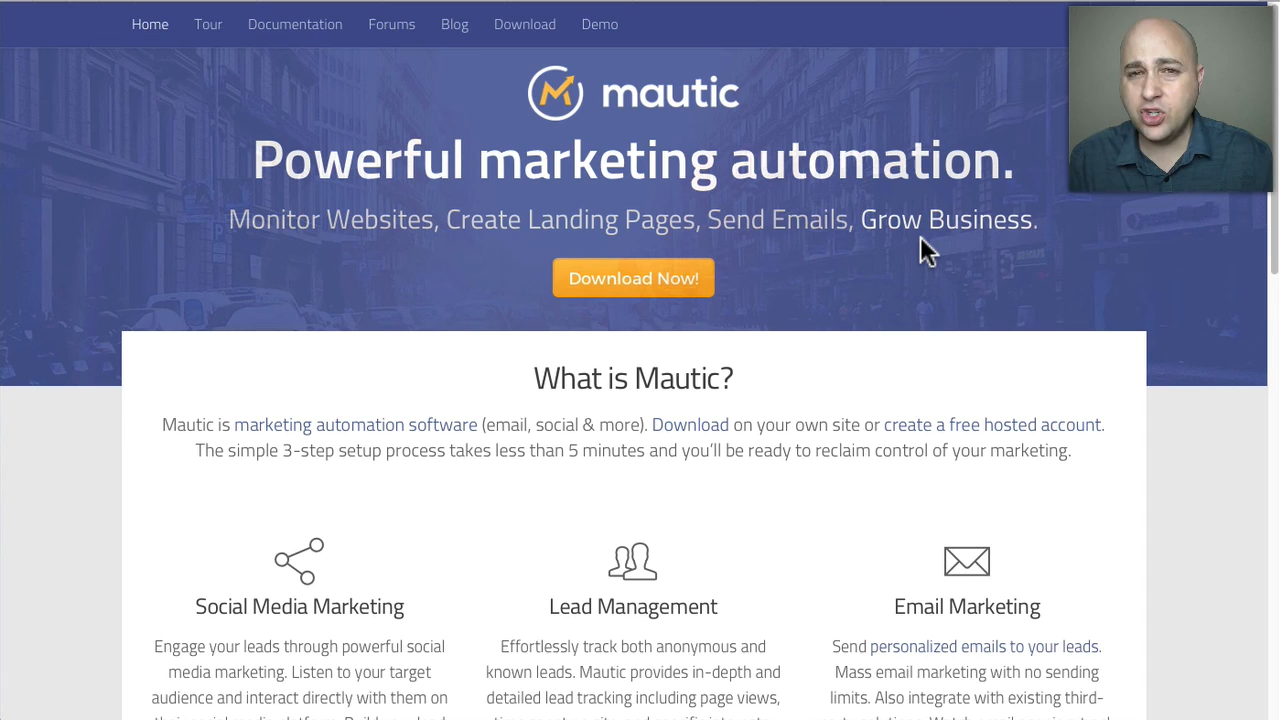 Home Tour Documentation Forums Blog Download Demo
mautic
Powerful marketing automation.
Monitor Websites, Create Landing Pages, Send Emails, Grow Business.
Download Now!
What is Mautic?
Mautic is marketing automation software (email, social & more). Download on your own site or create a free hosted account.
The simple 3-step setup process takes less than 5 minutes and you’ll be ready to reclaim control of your marketing.
Social Media Marketing
Engage your leads through powerful social
media marketing. Listen to your target
audience and interact directly with them on
Lead Management
Effortlessly track both anonymous and
known leads. Mautic provides in-depth and
detailed lead tracking including page views,
Email Marketing
Send personalized emails to your leads.
Mass email marketing with no sending
limits. Also integrate with existing third-